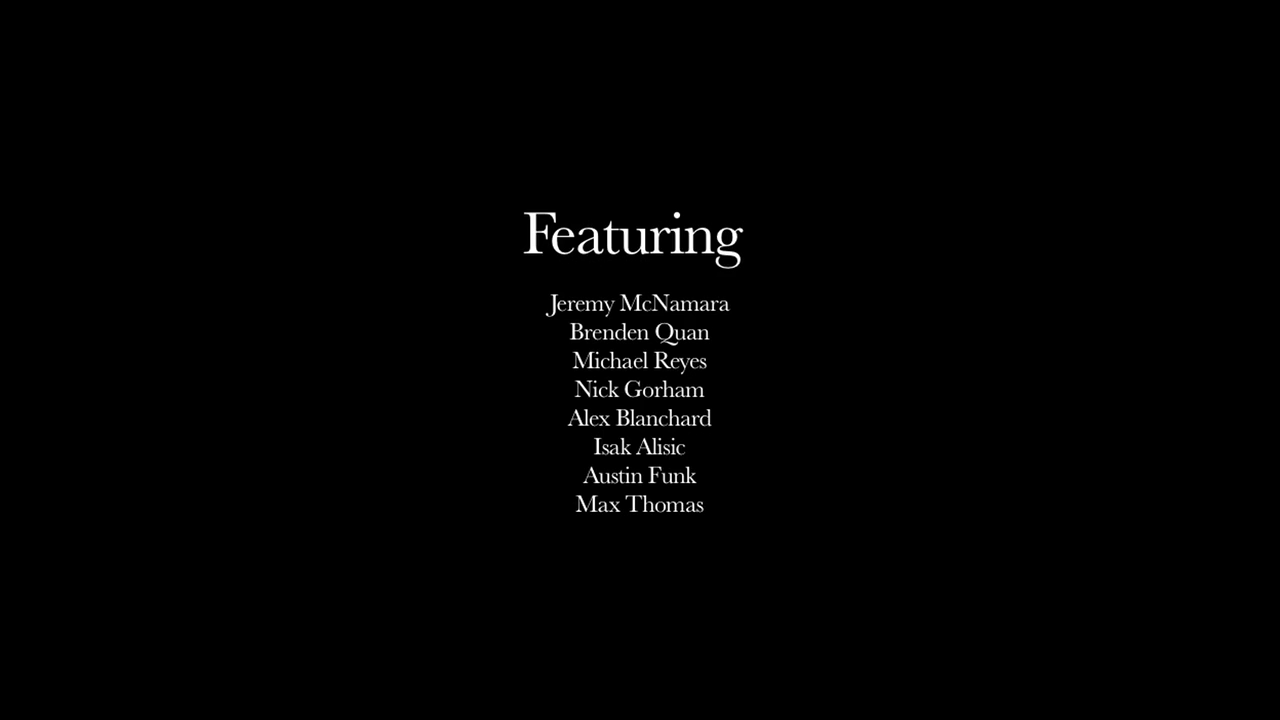 Featuring
Jeremy McNamara
Brenden Quan
Michael Reyes
Nick Gorham
Alex Blanchard
Isak Alisic
Austin Funk
Max Thomas